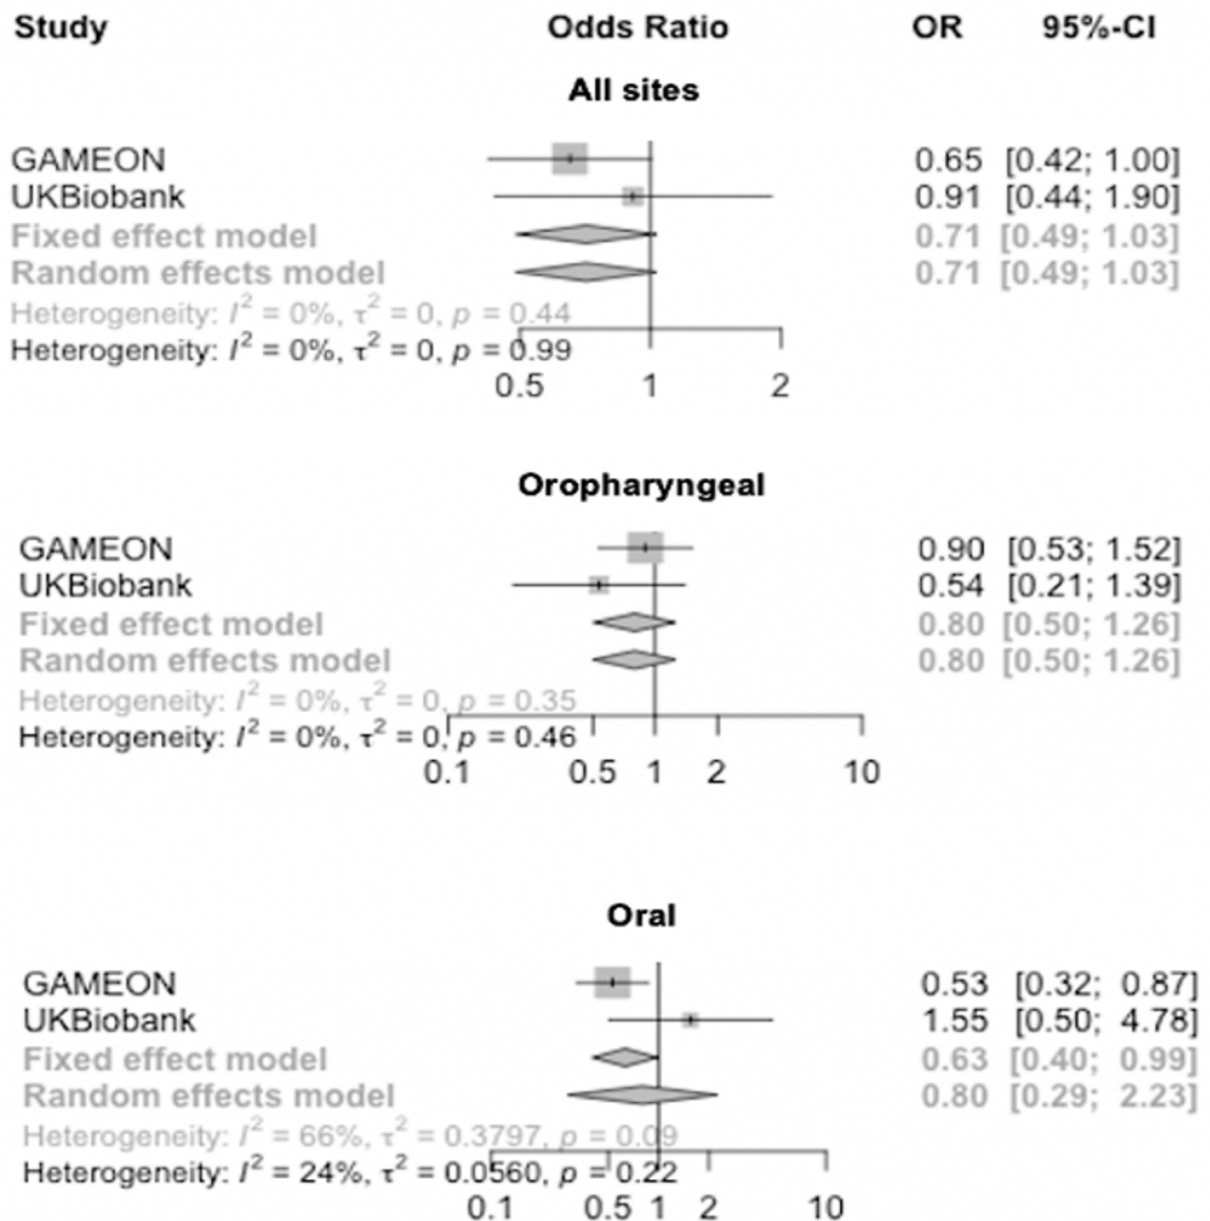 Study Odds Ratio OR 95%-CI
All sites
GAMEON 0.65 [0.42; 1.00]
UKBiobank 0.91 [0.44; 1.90]
Fixed effect model 0.71 [0.49; 1.03]
Random effects model 0.71 [0.49; 1.03]
Heterogeneity: I² = 0%, τ² = 0, p = 0.44
Heterogeneity: I² = 0%, τ² = 0, p = 0.99
0.5 1 2
Oropharyngeal
GAMEON 0.90 [0.53; 1.52]
UKBiobank 0.54 [0.21; 1.39]
Fixed effect model 0.80 [0.50; 1.26]
Random effects model 0.80 [0.50; 1.26]
Heterogeneity: I² = 0%, τ² = 0, p = 0.35
Heterogeneity: I² = 0%, τ² = 0, p = 0.46
0.1 0.5 1 2 10
Oral
GAMEON 0.53 [0.32; 0.87]
UKBiobank 1.55 [0.50; 4.78]
Fixed effect model 0.63 [0.40; 0.99]
Random effects model 0.80 [0.29; 2.23]
Heterogeneity: I² = 66%, τ² = 0.3797, p = 0.09
Heterogeneity: I² = 24%, τ² = 0.0560, p = 0.22
0.1 0.5 1 2 10